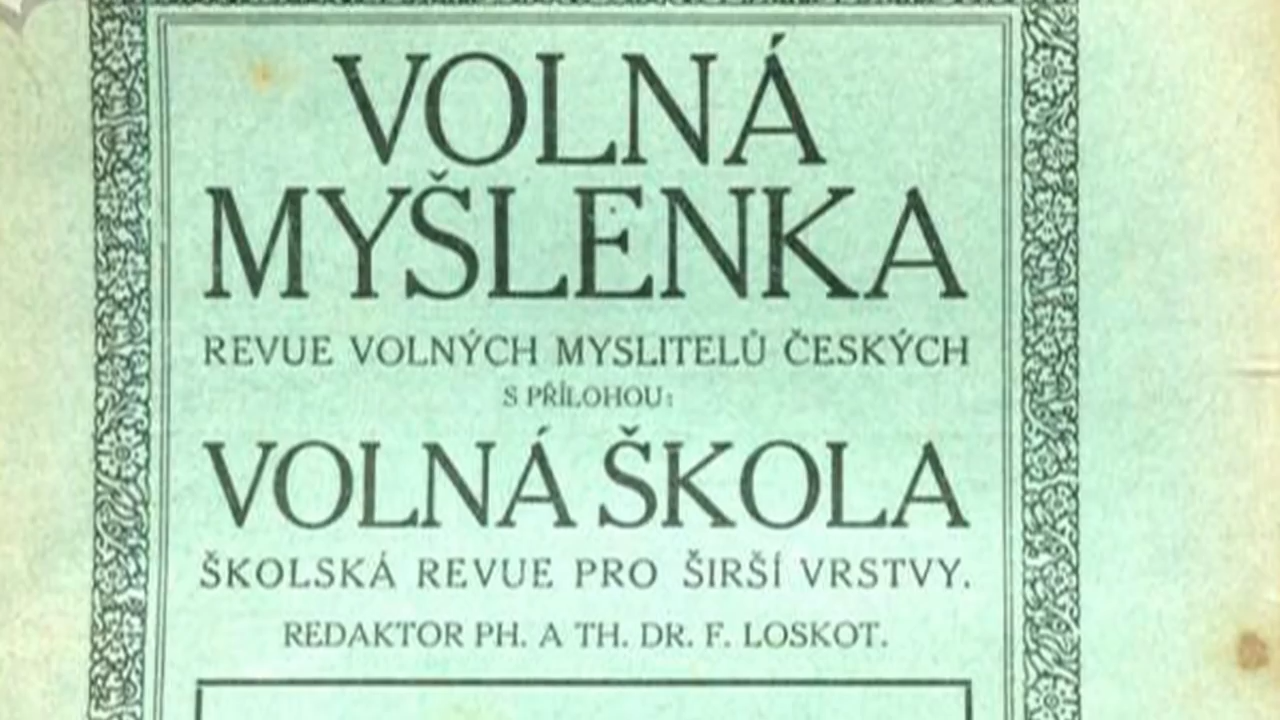 VOLNÁ
MYŠLENKA
REVUE VOLNÝCH MYSLITELŮ ČESKÝCH
S PŘÍLOHOU:
VOLNÁ ŠKOLA
ŠKOLSKÁ REVUE PRO ŠIRŠÍ VRSTVY.
REDAKTOR PH. A TH. DR. F. LOSKOT.